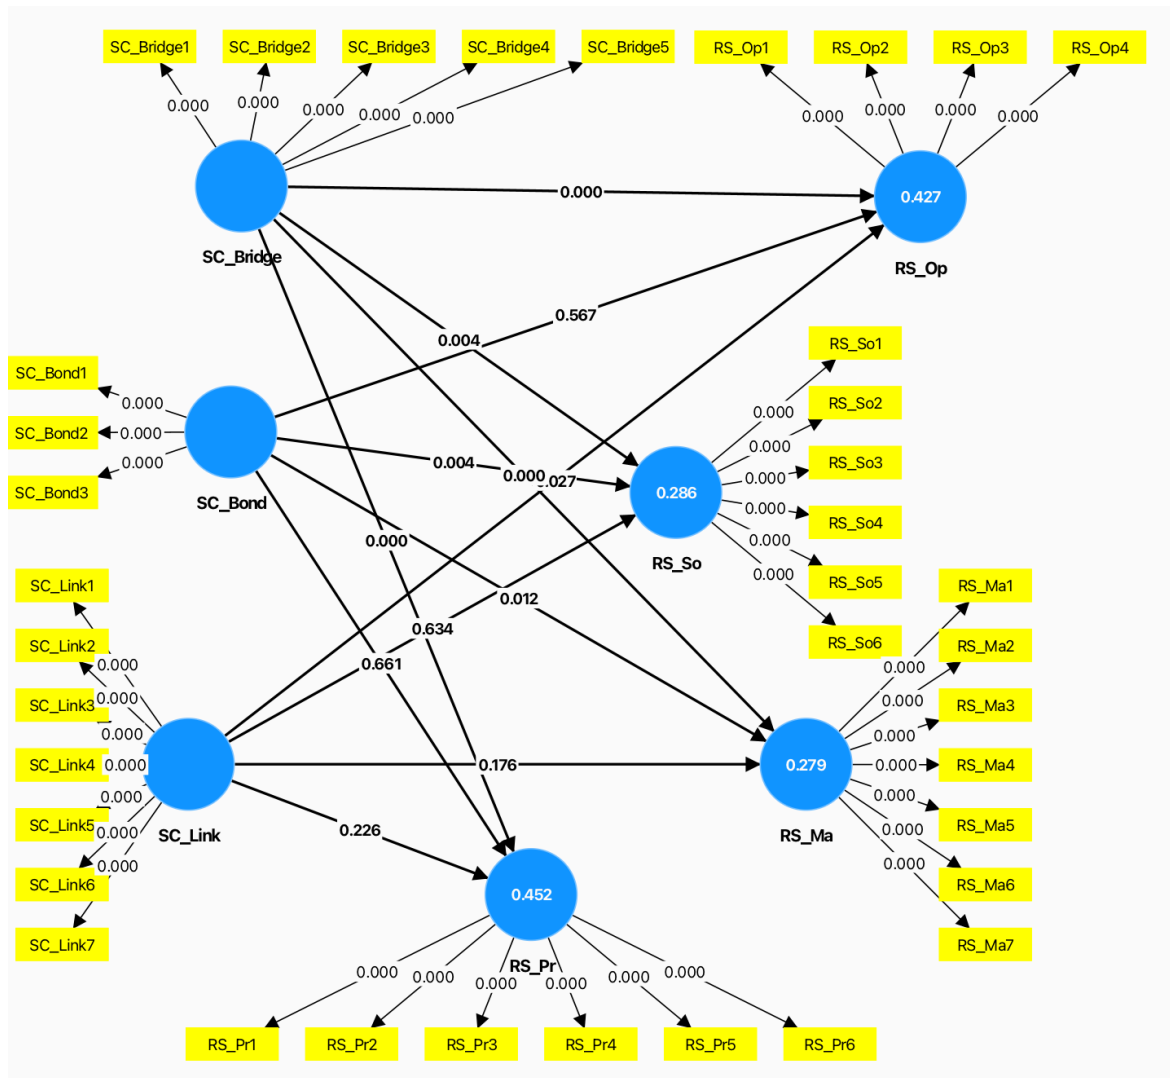 SC_Bridge1 SC_Bridge2 SC_Bridge3 SC_Bridge4 SC_Bridge5 RS_Op1 RS_Op2 RS_Op3 RS_Op4
0.000 0.000 0.000 0.000 0.000 0.000 0.000 0.000 0.000
0.000
0.427
SC_Bridge
RS_Op
0.567
0.004
RS_So1
SC_Bond1
0.000
RS_So2
0.000
0.000
SC_Bond2
0.000
0.004
RS_So3
0.000
0.000
0.000
.027
0.000
SC_Bond3
0.286
SC_Bond
0.000
RS_So4
0.000
0.000
RS_So
0.000
RS_So5
SC_Link1
RS_Ma1
0.012
0.634
RS_So6
SC_Link2
0.000
0.661
0.000
RS_Ma2
SC_Link3
0.000
0.000
RS_Ma3
0.000
0.000
SC_Link4
0.000
0.176
0.279
0.000
RS_Ma4
0.000
0.000
SC_Link5
0.000
SC_Link
0.226
RS_Ma
0.000
RS_Ma5
0.000
0.000
SC_Link6
0.452
RS_Ma6
SC_Link7
RS_Ma7
RS_Pr
0.000 0.000 0.000 0.000 0.000 0.000
RS_Pr1 RS_Pr2 RS_Pr3 RS_Pr4 RS_Pr5 RS_Pr6